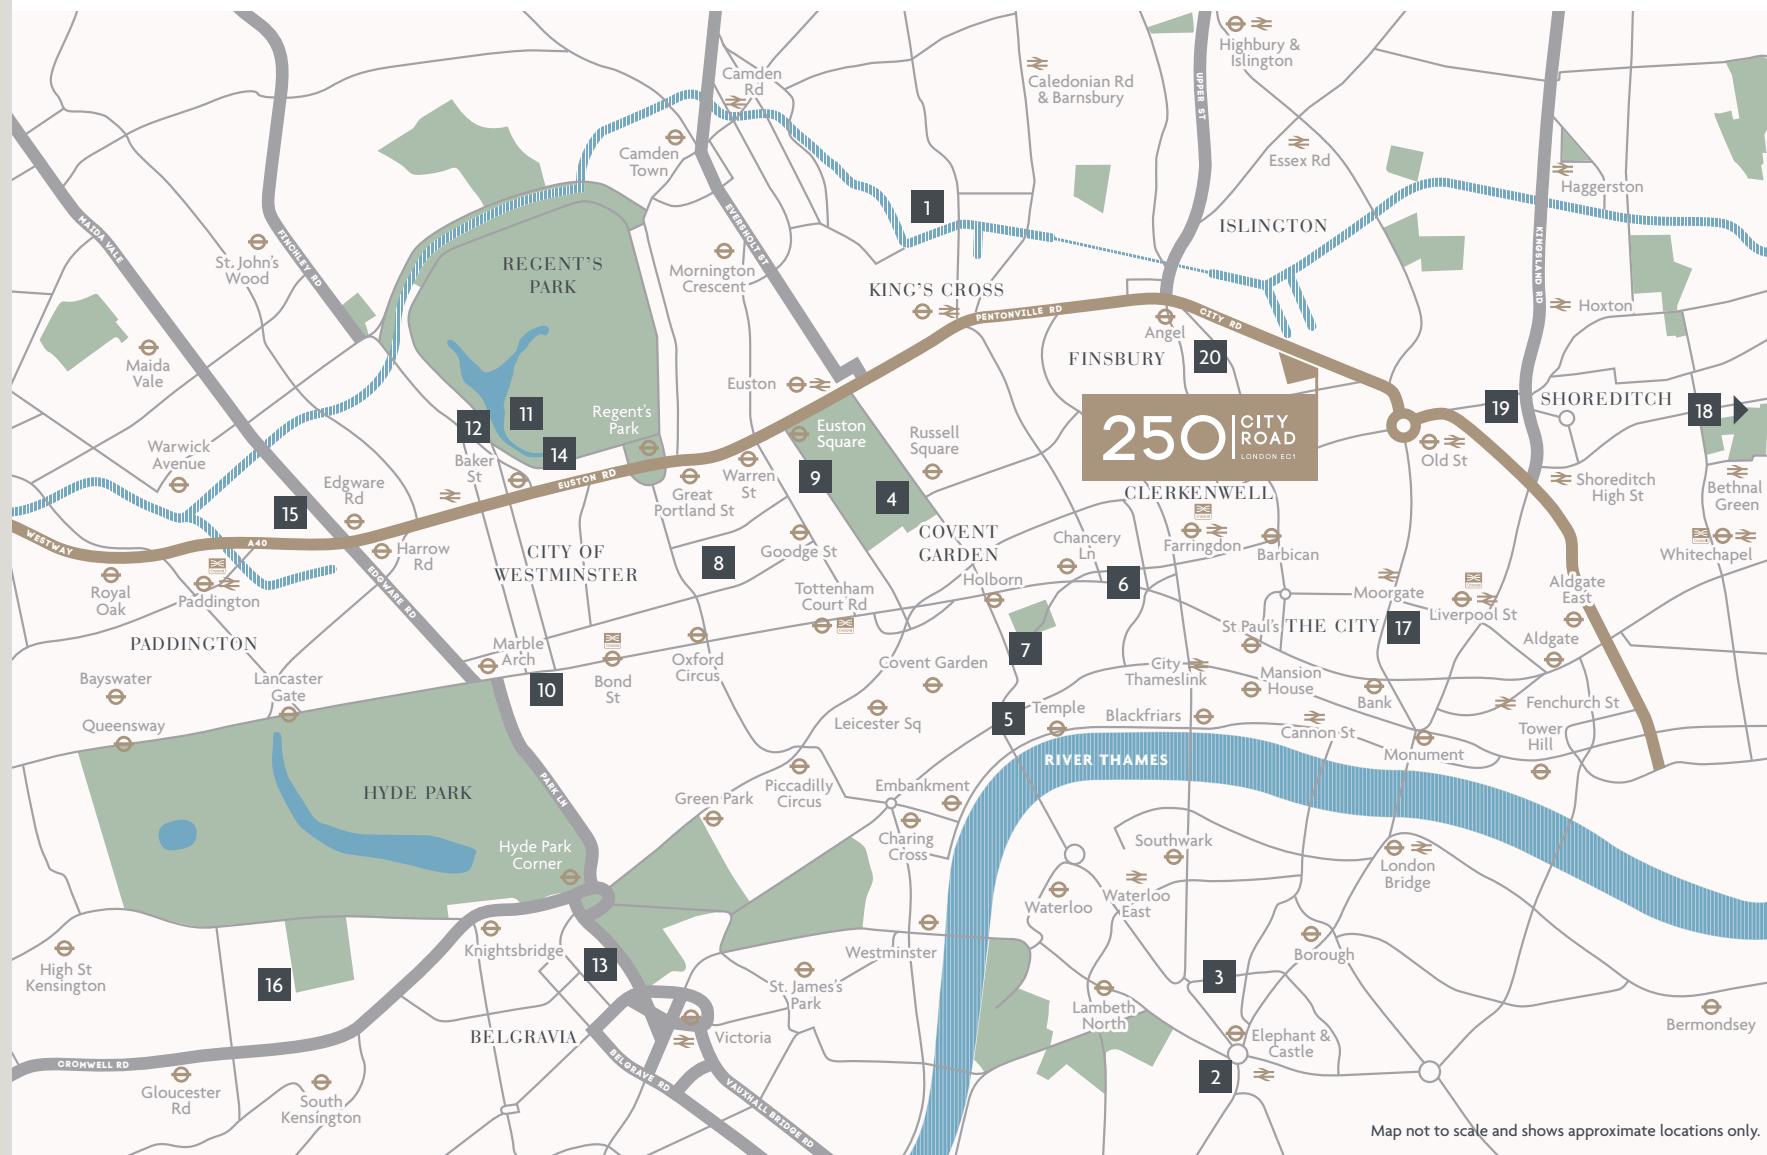 Highbury &
Islington
Camden
Rd
Caledonian Rd
& Barnsbury
UPPER ST
Essex Rd
Camden
Town
Haggerston
1
MAIDA VALE
FINCHLEY RD
EVERSHOLT ST
ISLINGTON
KINGSLAND RD
St. John's
Wood
REGENT'S
PARK
Mornington
Crescent
KING'S CROSS
PENTONVILLE RD
CITY RD
Hoxton
Angel
Maida
Vale
FINSBURY
20
Euston
250
CITY
ROAD
LONDON EC1
19
SHOREDITCH
18
11
12
Regent's
Park
Euston
Square
Russell
Square
14
Baker
St
Warwick
Avenue
Old St
Warren
St
EUSTON RD
9
4
Great
Portland St
Edgware
Rd
15
CLERKENWELL
Shoreditch
High St
Bethnal
Green
WESTWAY
A40
Harrow
Rd
CITY OF
WESTMINSTER
Goodge St
COVENT
GARDEN
Chancery
Ln
Farringdon
Barbican
Whitechapel
8
6
EDGWARE RD
Royal
Oak
Paddington
Tottenham
Court Rd
Holborn
Moorgate
Liverpool St
Aldgate
East
PADDINGTON
Marble
Arch
7
St Paul's
THE CITY
17
Aldgate
Bayswater
Lancaster
Gate
10
Bond
St
Oxford
Circus
Covent Garden
City
Thameslink
Mansion
House
Bank
Fenchurch St
Queensway
Leicester Sq
5
Temple
Blackfriars
Cannon St
Monument
Tower
Hill
RIVER THAMES
HYDE PARK
PARK LN
Green Park
Piccadilly
Circus
Embankment
Charing
Cross
Southwark
Hyde Park
Corner
London
Bridge
Waterloo
Waterloo
East
Knightsbridge
Westminster
Borough
High St
Kensington
16
13
St. James's
Park
3
Lambeth
North
Bermondsey
BELGRAVIA
Victoria
Elephant &
Castle
CROMWELL RD
BELGRAVE RD
VAUXHALL BRIDGE RD
2
Gloucester
Rd
South
Kensington
Map not to scale and shows approximate locations only.